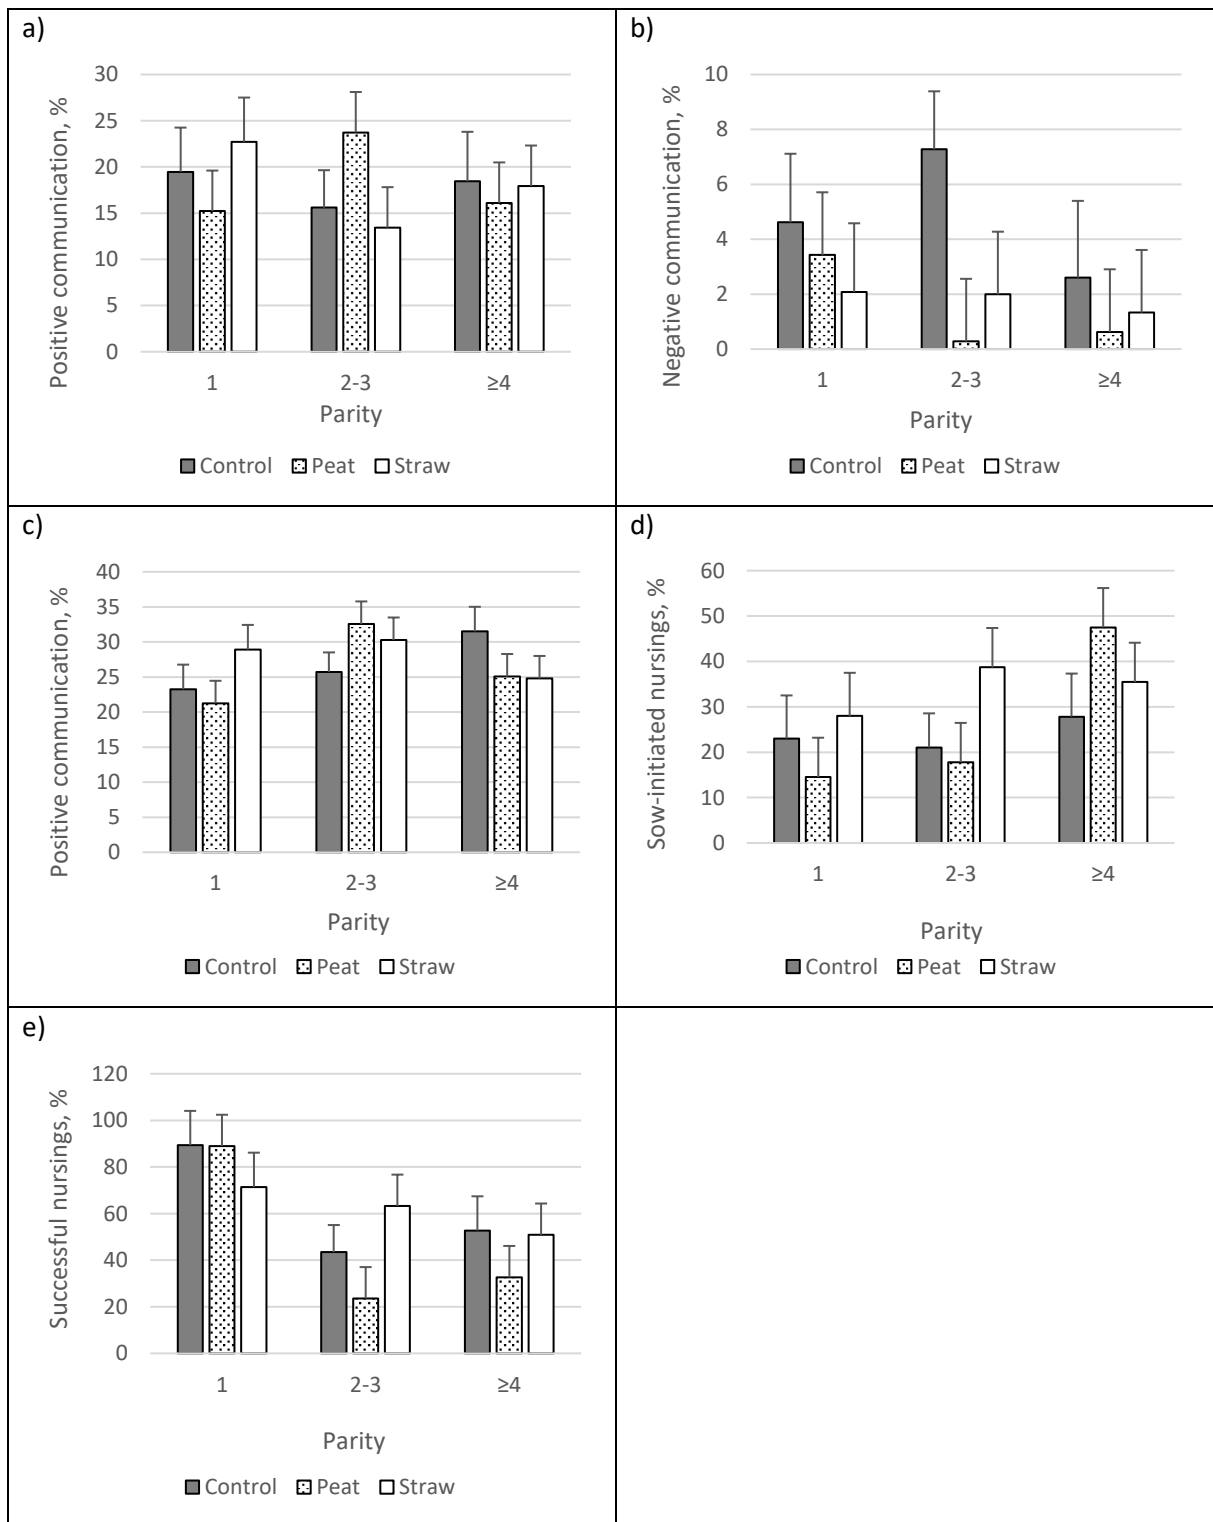 a)
Positive communication, %
30
25
20
15
10
5
0
1 2-3 ≥4
Parity
Control Peat Straw
b)
Negative communication, %
10
8
6
4
2
0
1 2-3 ≥4
Parity
Control Peat Straw
c)
Positive communication, %
40
35
30
25
20
15
10
5
0
1 2-3 ≥4
Parity
Control Peat Straw
d)
Sow-initiated nursings, %
60
50
40
30
20
10
0
1 2-3 ≥4
Parity
Control Peat Straw
e)
Successful nursings, %
120
100
80
60
40
20
0
1 2-3 ≥4
Parity
Control Peat Straw